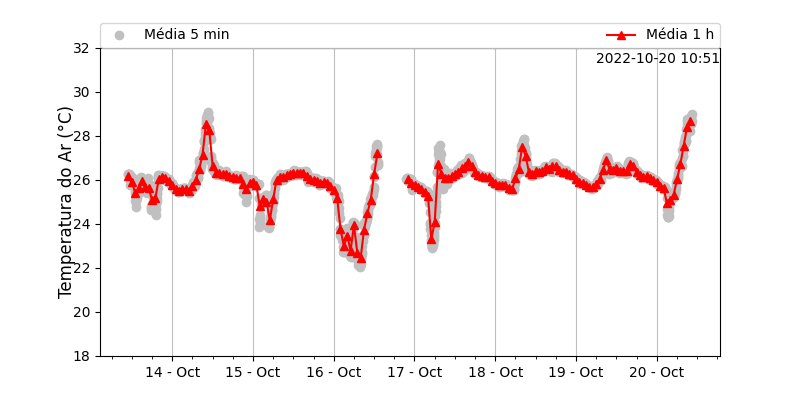 Média 5 min
Média 1 h
2022-10-20 10:51
Temperatura do Ar (°C)
32
30
28
26
24
22
20
18
14 - Oct
15 - Oct
16 - Oct
17 - Oct
18 - Oct
19 - Oct
20 - Oct